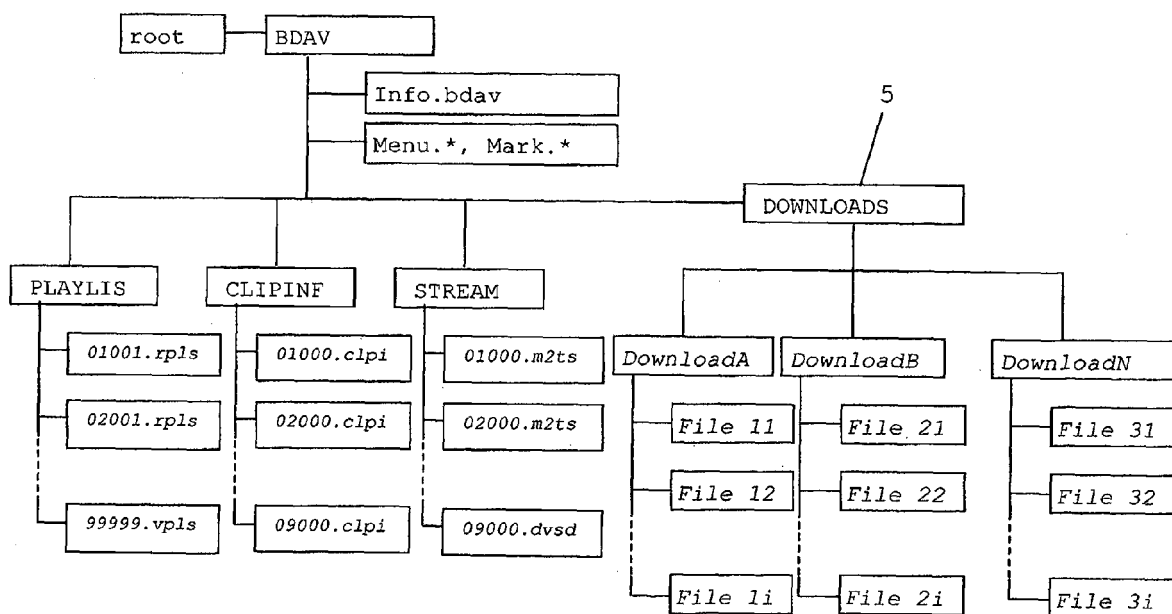 root
BDAV
Info.bdav
Menu.*, Mark.*
5
DOWNLOADS
PLAYLIS
CLIPINF
STREAM
01001.rpls
01000.clpi
01000.m2ts
02001.rpls
02000.clpi
02000.m2ts
99999.vpls
09000.clpi
09000.dvsd
DownloadA
DownloadB
DownloadN
File 11
File 21
File 31
File 12
File 22
File 32
File 1i
File 2i
File 3i